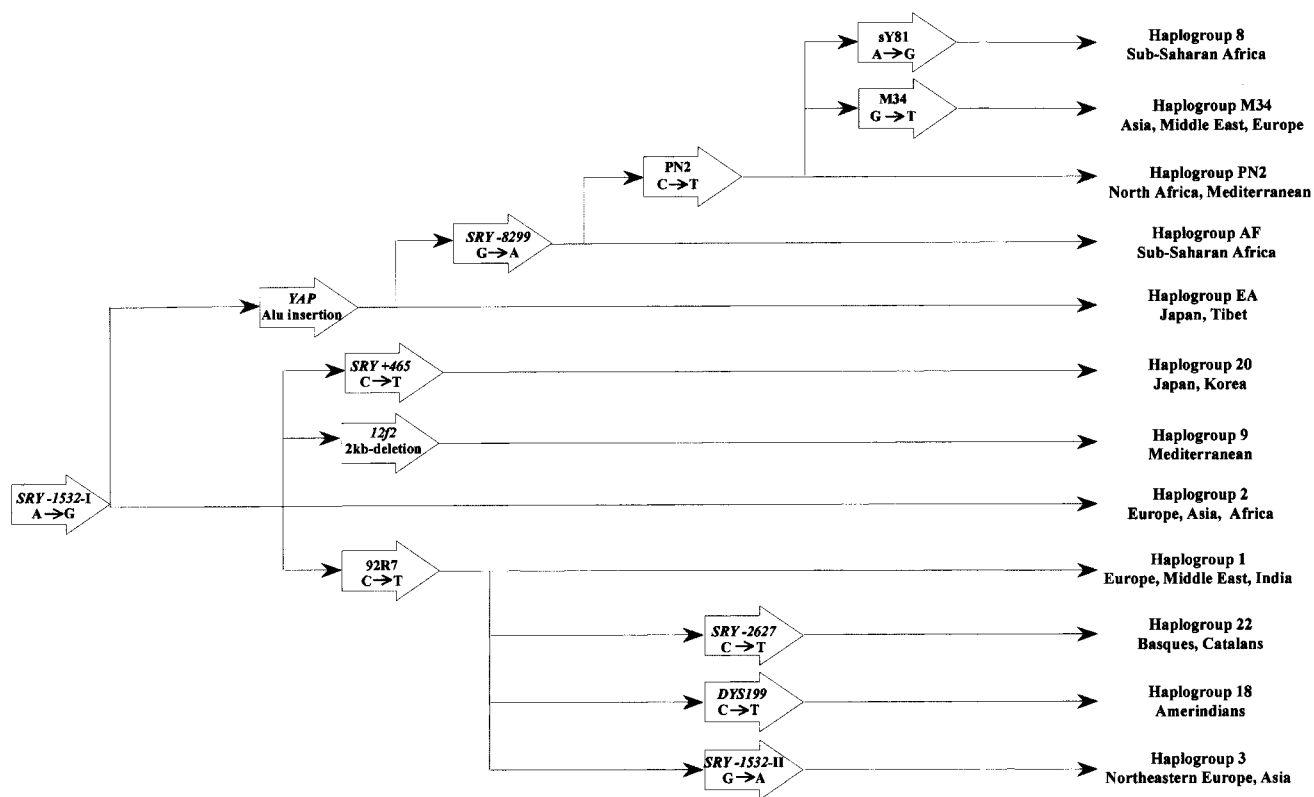 sY81
A→G
Haplogroup 8
Sub-Saharan Africa
M34
G→T
Haplogroup M34
Asia, Middle East, Europe
PN2
C→T
Haplogroup PN2
North Africa, Mediterranean
SRY-8299
G→A
Haplogroup AF
Sub-Saharan Africa
YAP
Alu insertion
Haplogroup EA
Japan, Tibet
SRY+465
C→T
Haplogroup 20
Japan, Korea
12f2
2kb-deletion
Haplogroup 9
Mediterranean
SRY-1532-I
A→G
Haplogroup 2
Europe, Asia, Africa
92R7
C→T
Haplogroup 1
Europe, Middle East, India
SRY-2627
C→T
Haplogroup 22
Basques, Catalans
DYS199
C→T
Haplogroup 18
Amerindians
SRY-1532-II
G→A
Haplogroup 3
Northeastern Europe, Asia